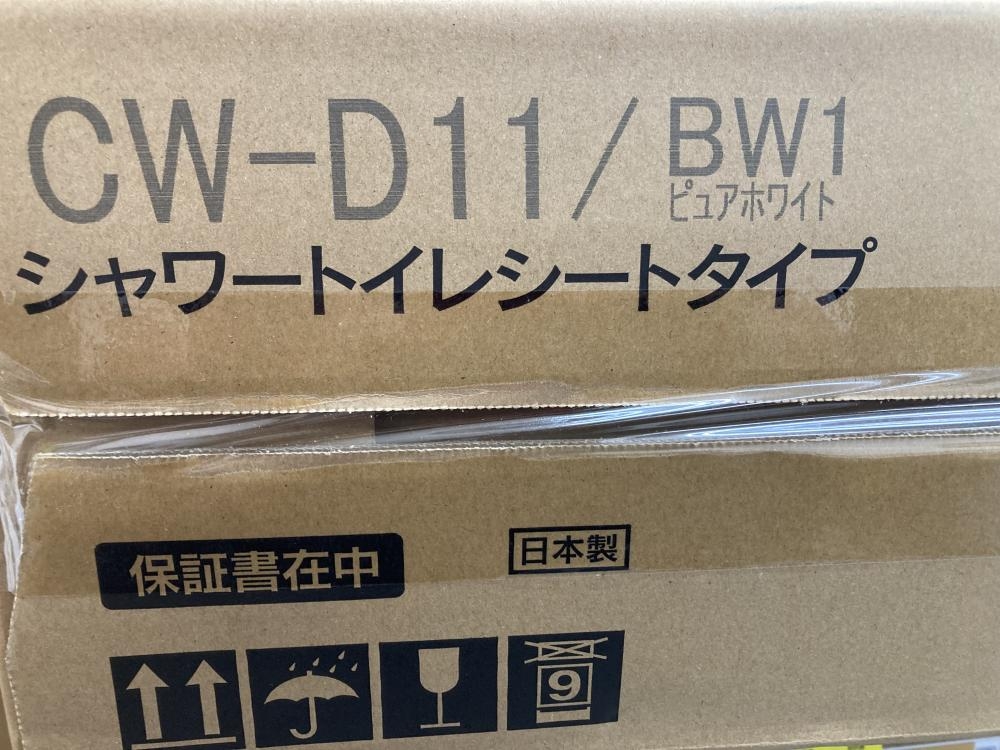 CW-D11/BW1
ピュアホワイト
シャワートイレシートタイプ
保証書在中
日本製
9